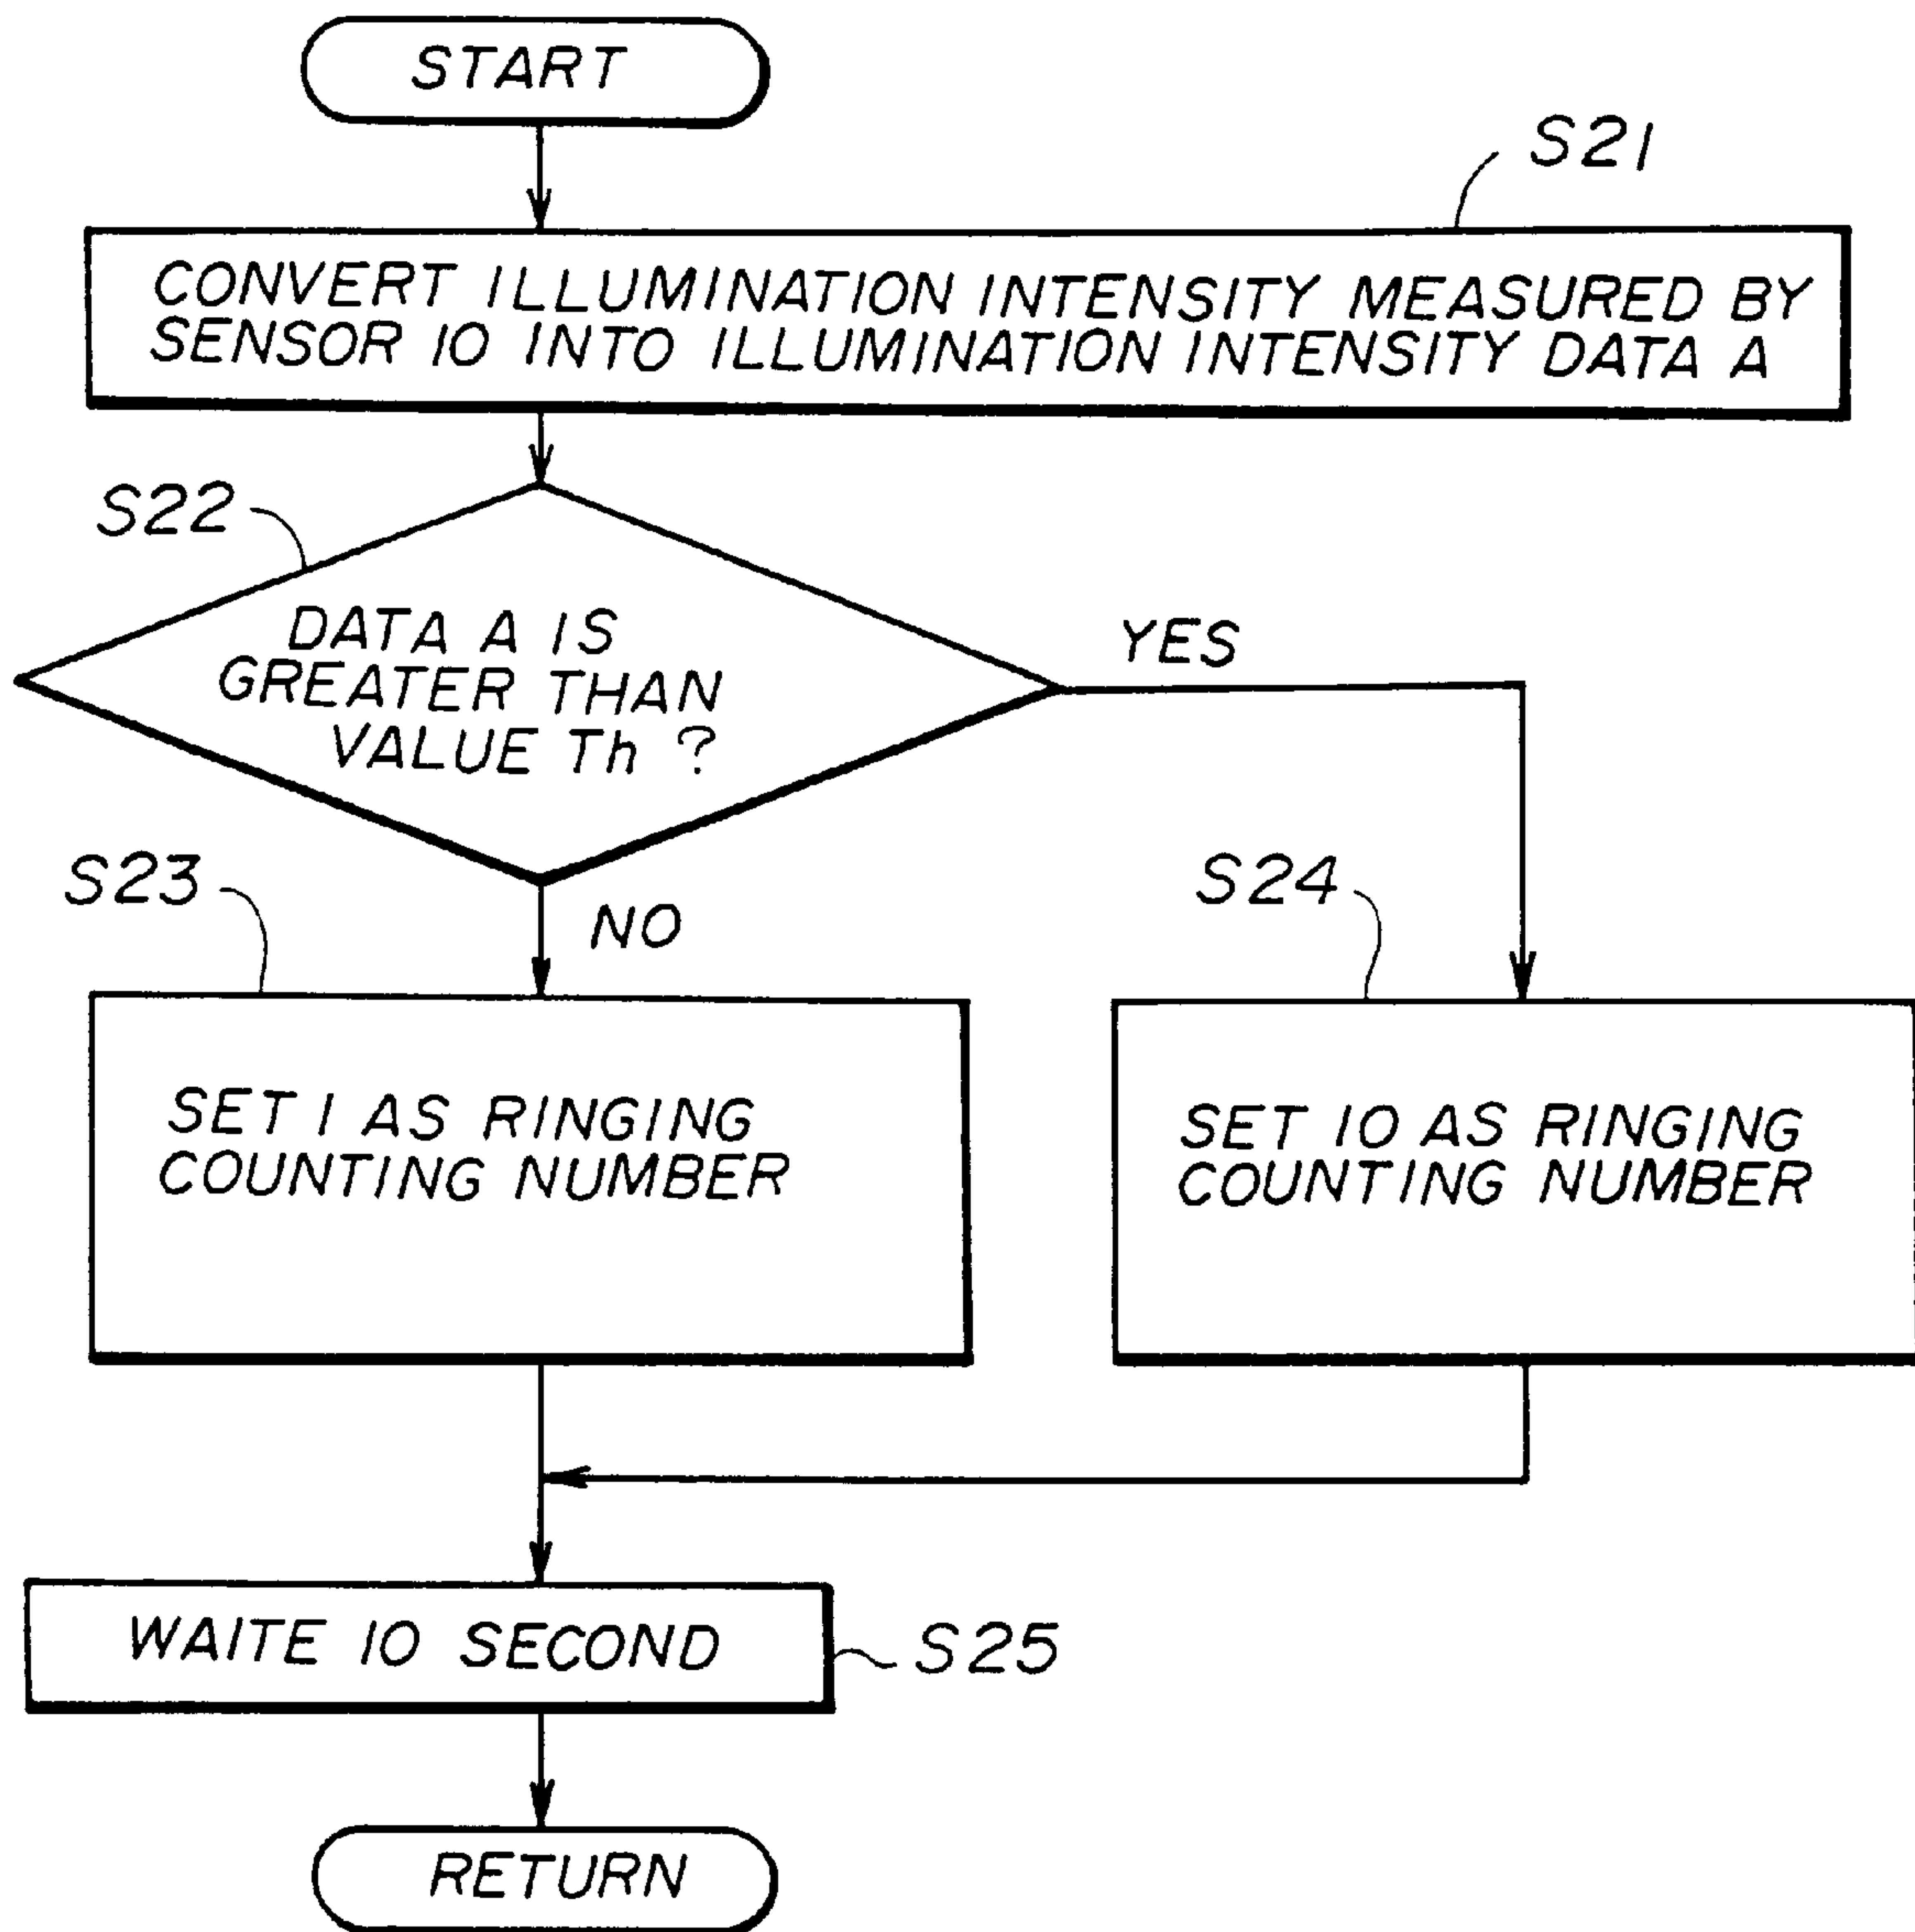 START
S21
CONVERT ILLUMINATION INTENSITY MEASURED BY
SENSOR 10 INTO ILLUMINATION INTENSITY DATA A
S22
DATA A IS
GREATER THAN
VALUE Th ?
YES
S23
NO
S24
SET 1 AS RINGING
COUNTING NUMBER
SET 10 AS RINGING
COUNTING NUMBER
WAITE 10 SECOND
S25
RETURN